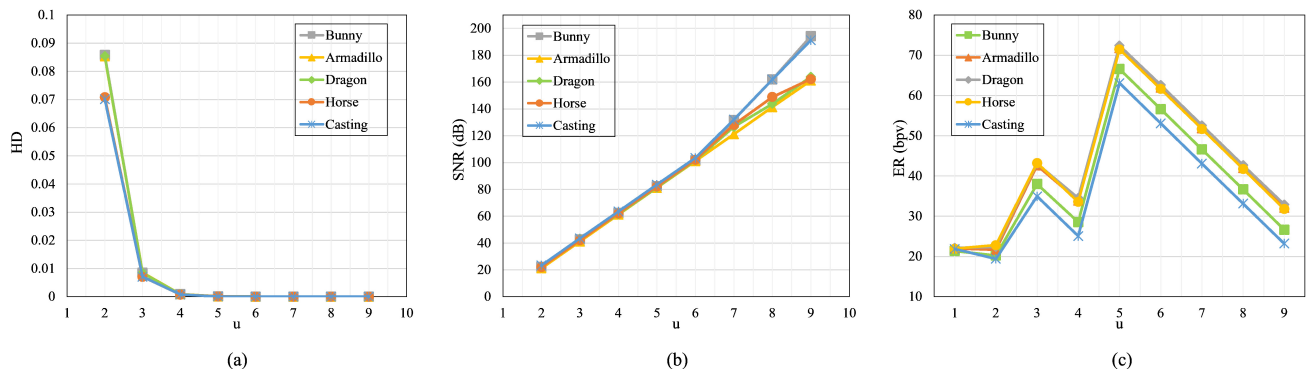 0.1
0.09
0.08
0.07
0.06
0.05
0.04
0.03
0.02
0.01
0
HD
1 2 3 4 5 6 7 8 9 10
u
Bunny
Armadillo
Dragon
Horse
Casting
(a)
200
180
160
140
120
100
80
60
40
20
0
SNR (dB)
1 2 3 4 5 6 7 8 9 10
u
Bunny
Armadillo
Dragon
Horse
Casting
(b)
80
70
60
50
40
30
20
10
ER (bpv)
1 2 3 4 5 6 7 8 9
u
Bunny
Armadillo
Dragon
Horse
Casting
(c)